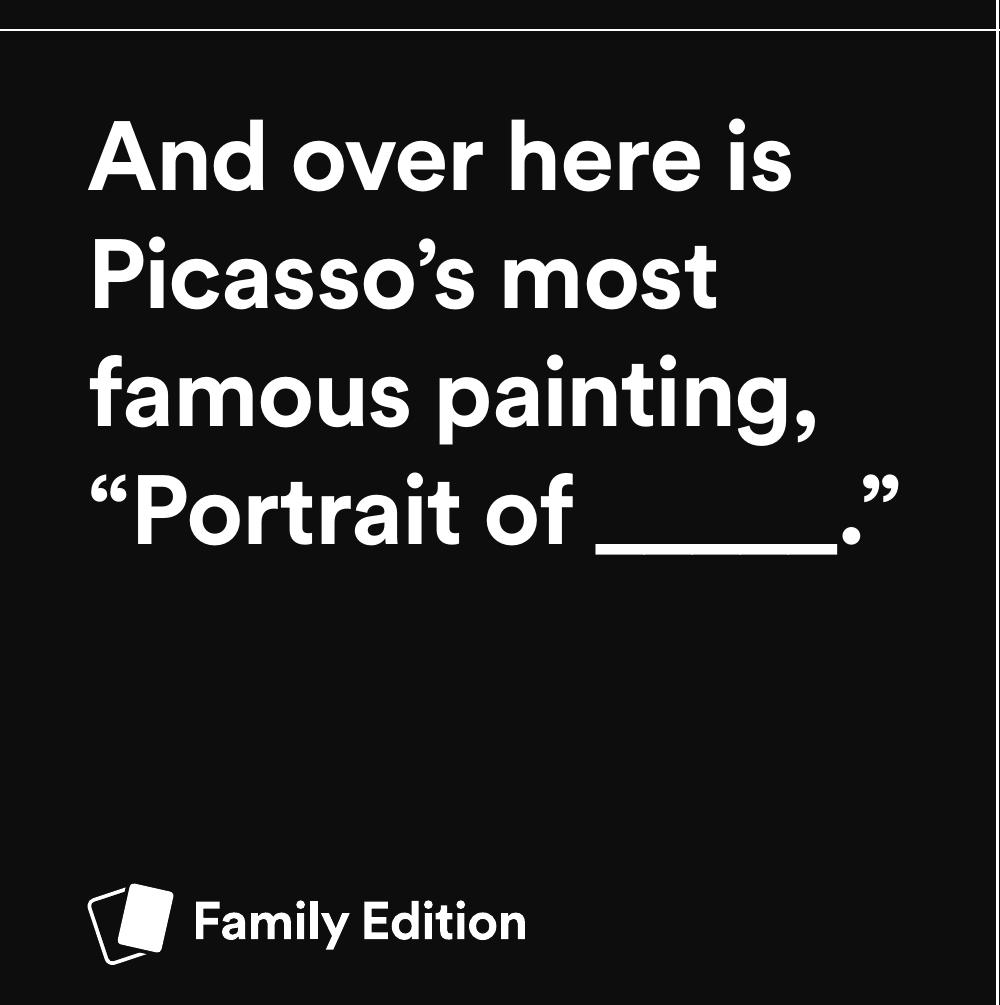 And over here is
Picasso’s most
famous painting,
“Portrait of _____.”
Family Edition